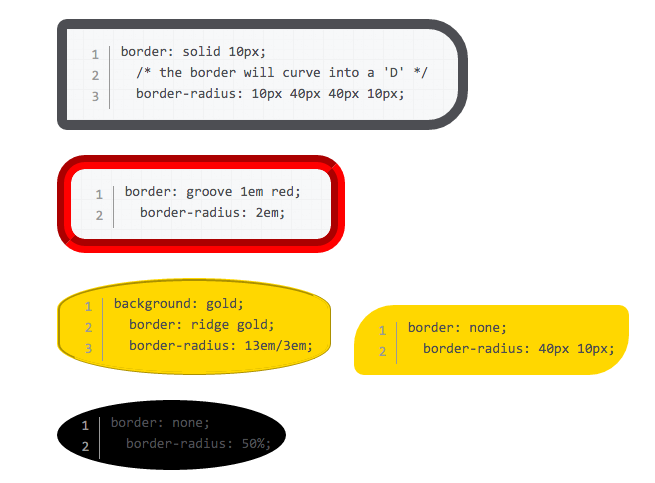 1 border: solid 10px;
2 /* the border will curve into a 'D' */
3 border-radius: 10px 40px 40px 10px;
1 border: groove 1em red;
2 border-radius: 2em;
1 background: gold;
2 border: ridge gold;
3 border-radius: 13em/3em;
1 border: none;
2 border-radius: 40px 10px;
1 border: none;
2 border-radius: 50%;